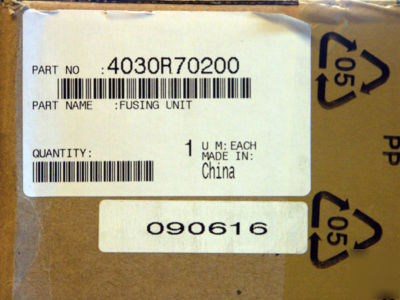 PART NO :4030R70200
PART NAME :FUSING UNIT
QUANTITY: 1 U M:EACH
MADE IN:
China
090616
05
05
PP